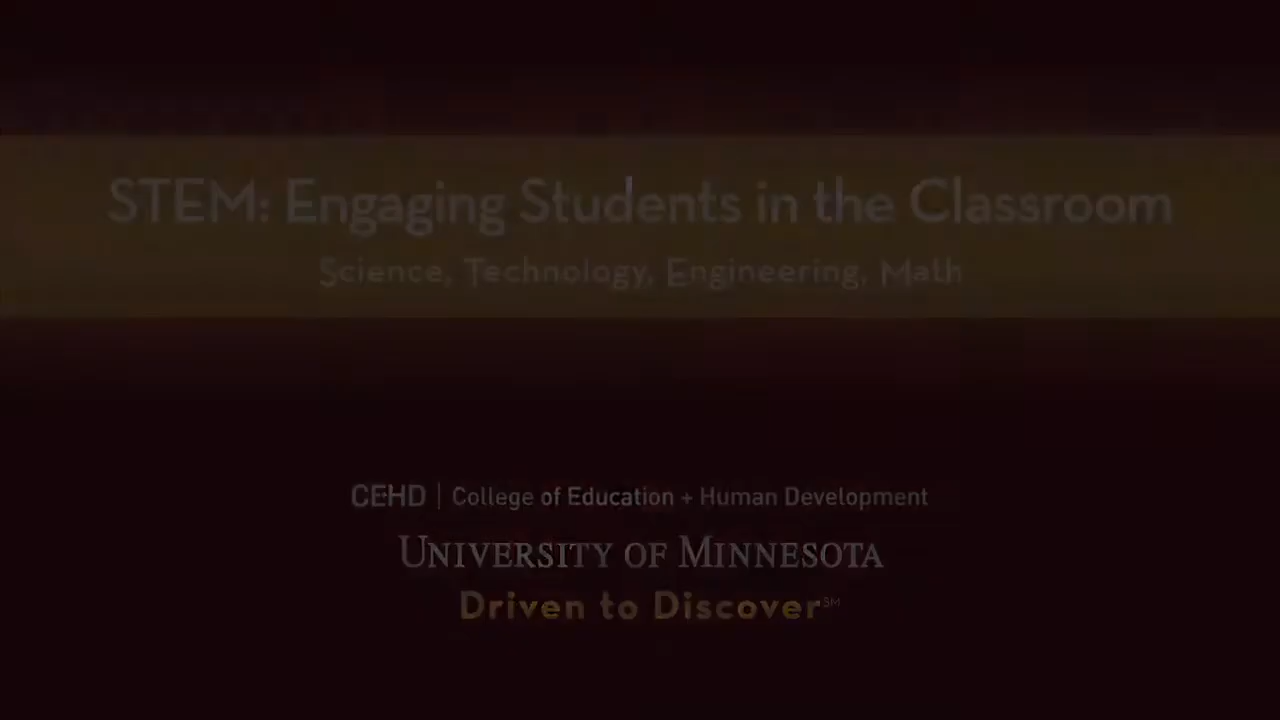 STEM: Engaging Students in the Classroom
Science, Technology, Engineering, Math
CEHD | College of Education + Human Development
UNIVERSITY OF MINNESOTA
Driven to Discover℠